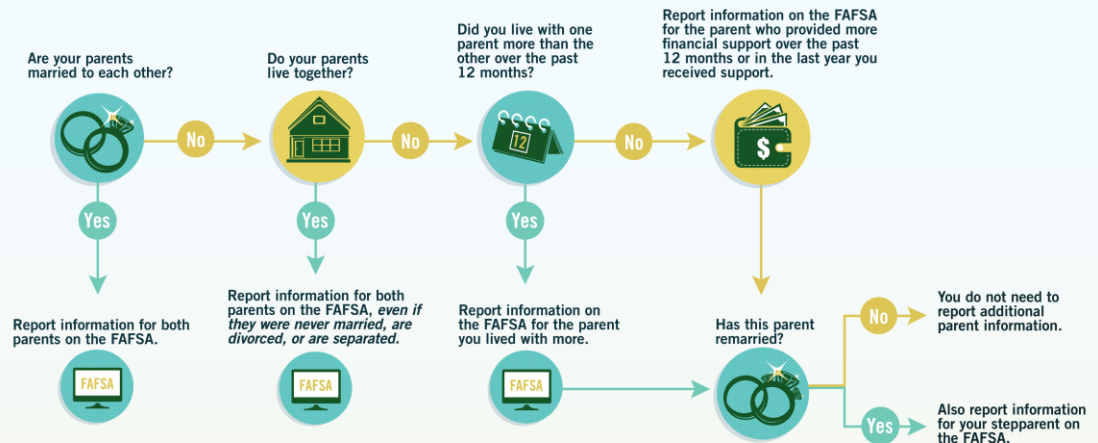 Are your parents
married to each other?
No
Do your parents
live together?
No
Did you live with one
parent more than the
other over the past
12 months?
12
No
Report information on the FAFSA
for the parent who provided more
financial support over the past
12 months or in the last year you
received support.
$
Yes
Yes
Yes
Report information for both
parents on the FAFSA.
FAFSA
Report information for both
parents on the FAFSA, even if
they were never married, are
divorced, or are separated.
FAFSA
Report information on
the FAFSA for the parent
you lived with more.
FAFSA
Has this parent
remarried?
No
You do not need to
report additional
parent information.
Yes
Also report information
for your stepparent on
the FAFSA.